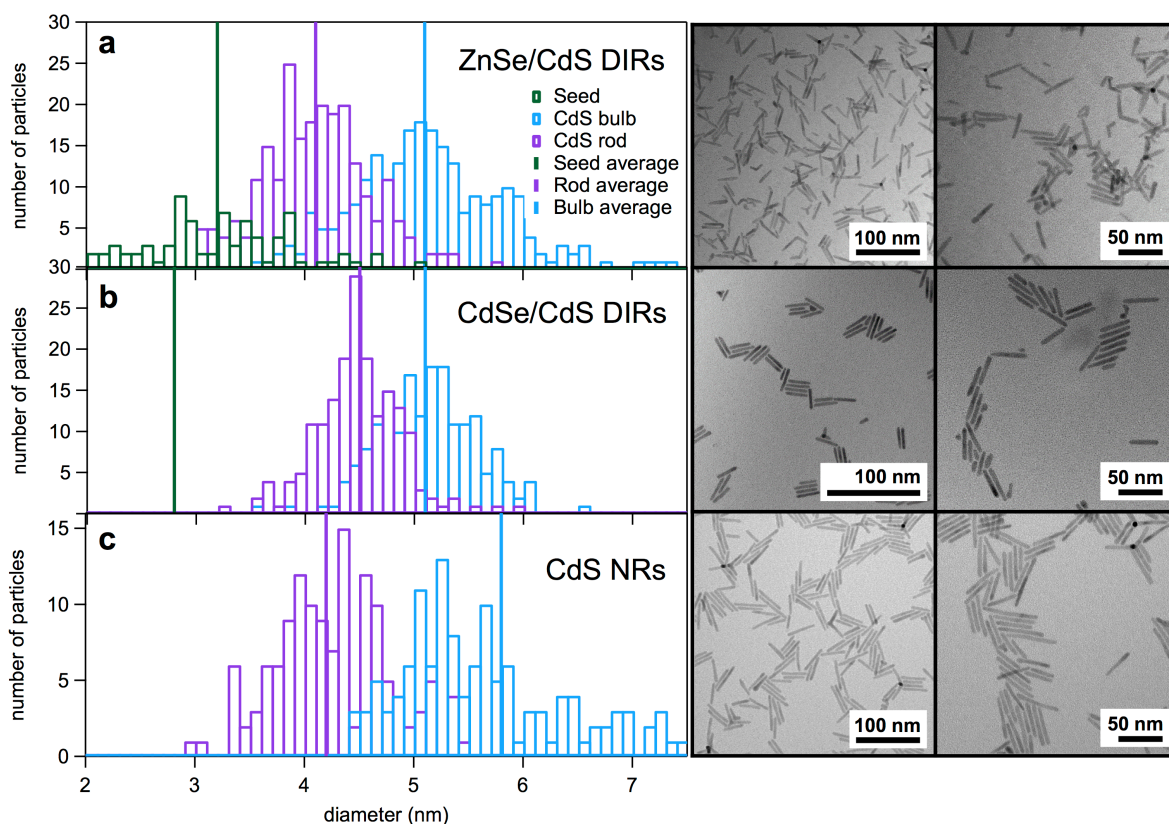 number of particles
30
25
20
15
10
5
a
ZnSe/CdS DIRs
Seed
CdS bulb
CdS rod
Seed average
Rod average
Bulb average
100 nm
50 nm
number of particles
30
25
20
15
10
5
b
CdSe/CdS DIRs
100 nm
50 nm
number of particles
15
10
5
0
c
CdS NRs
100 nm
50 nm
2
3
4
5
6
7
diameter (nm)